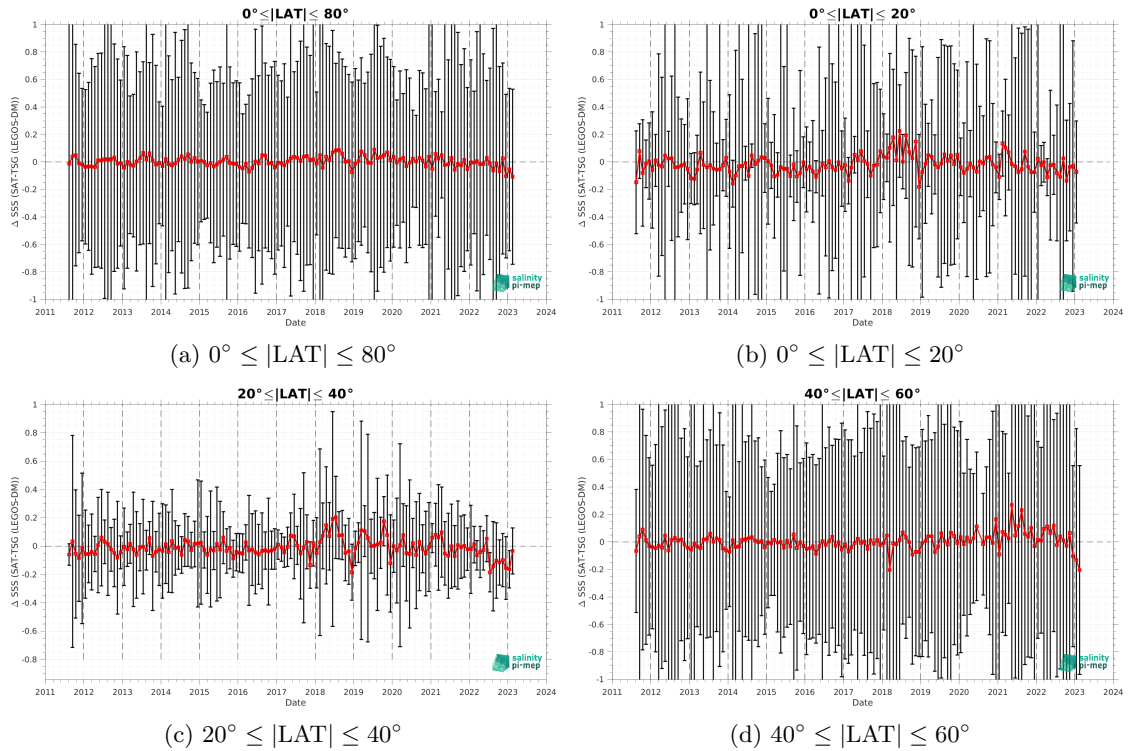 0°≤|LAT|≤ 80°
Δ SSS (SAT-TSG (LEGOS-DM))
1
0.8
0.6
0.4
0.2
0
-0.2
-0.4
-0.6
-0.8
-1
salinity
pi-mep
2011 2012 2013 2014 2015 2016 2017 2018 2019 2020 2021 2022 2023 2024
Date
(a) 0° ≤ |LAT| ≤ 80°
0°≤|LAT|≤ 20°
Δ SSS (SAT-TSG (LEGOS-DM))
1
0.8
0.6
0.4
0.2
0
-0.2
-0.4
-0.6
-0.8
-1
salinity
pi-mep
2011 2012 2013 2014 2015 2016 2017 2018 2019 2020 2021 2022 2023 2024
Date
(b) 0° ≤ |LAT| ≤ 20°
20°≤|LAT|≤ 40°
Δ SSS (SAT-TSG (LEGOS-DM))
1
0.8
0.6
0.4
0.2
0
-0.2
-0.4
-0.6
-0.8
salinity
pi-mep
2011 2012 2013 2014 2015 2016 2017 2018 2019 2020 2021 2022 2023 2024
Date
(c) 20° ≤ |LAT| ≤ 40°
40°≤|LAT|≤ 60°
Δ SSS (SAT-TSG (LEGOS-DM))
1
0.8
0.6
0.4
0.2
0
-0.2
-0.4
-0.6
-0.8
-1
salinity
pi-mep
2011 2012 2013 2014 2015 2016 2017 2018 2019 2020 2021 2022 2023 2024
Date
(d) 40° ≤ |LAT| ≤ 60°